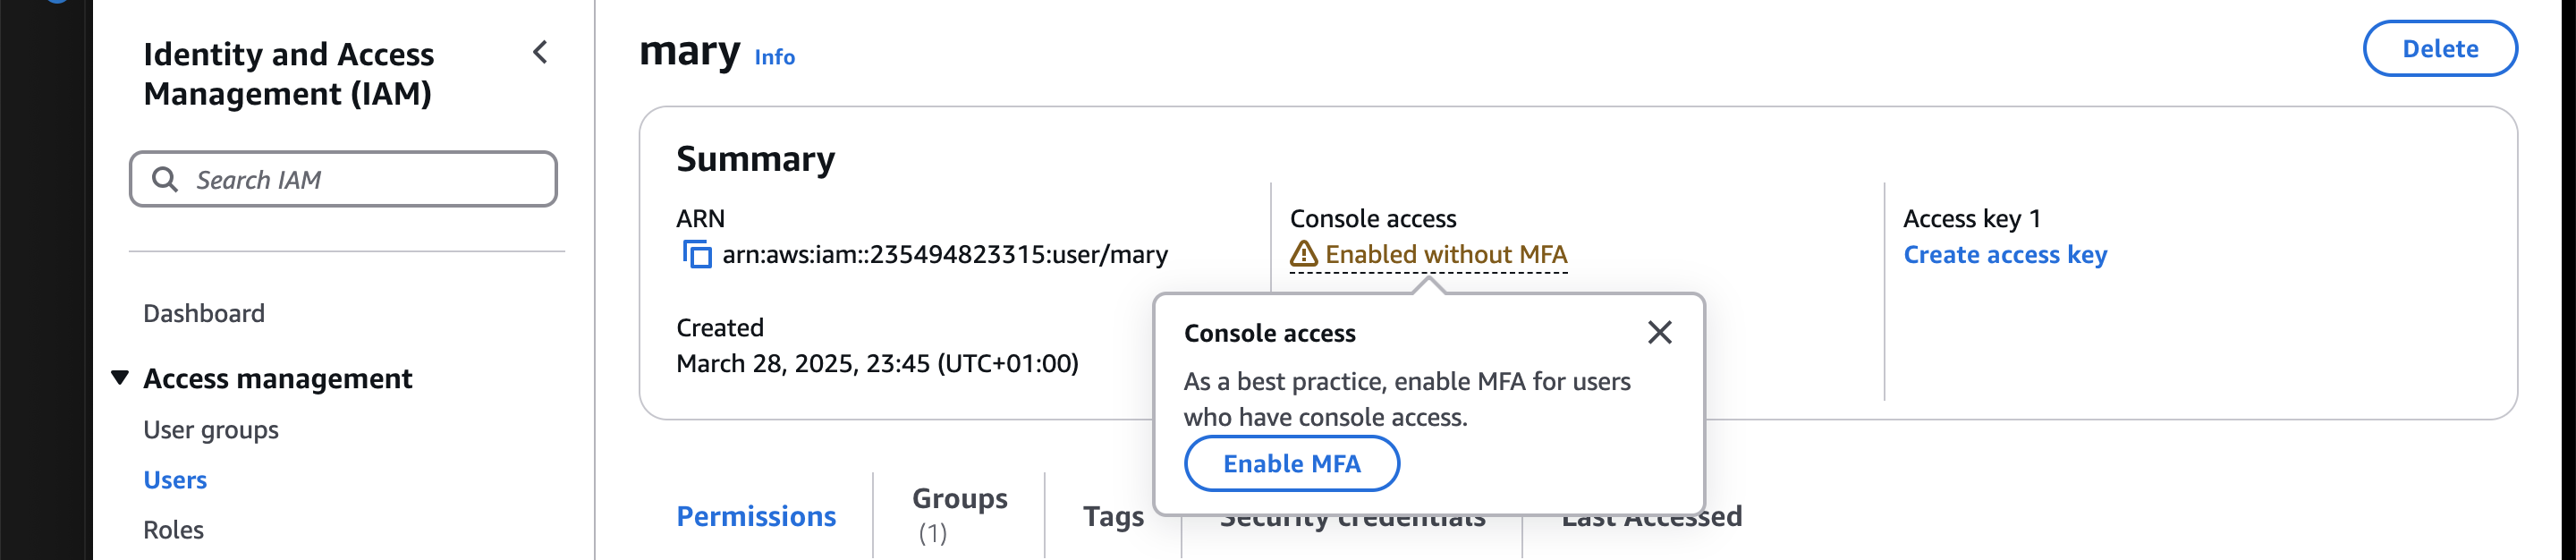 Identity and Access
Management (IAM)
Search IAM
Dashboard
Access management
User groups
Users
Roles
mary Info
Delete
Summary
ARN
arn:aws:iam::235494823315:user/mary
Created
March 28, 2025, 23:45 (UTC+01:00)
Console access
Enabled without MFA
Access key 1
Create access key
Console access
As a best practice, enable MFA for users
who have console access.
Enable MFA
Permissions
Groups
(1)
Tags
Security credentials
Last Accessed